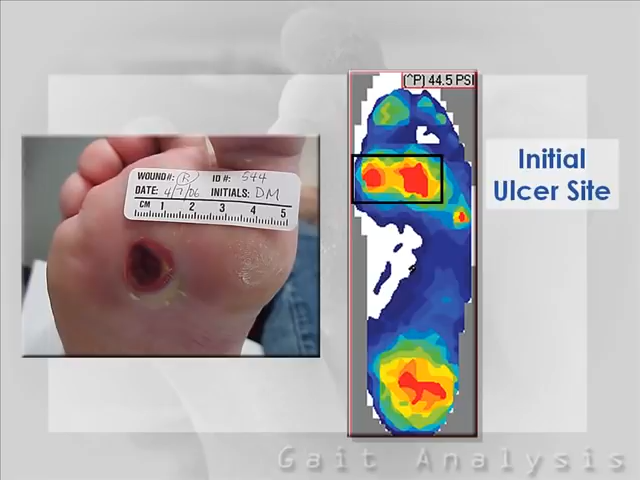 [^P] 44.5 PSI
Initial
Ulcer Site
WOUND#: (R) ID #: 544
DATE: 4/7/06 INITIALS: DM
CM 1 2 3 4 5
Gait Analysis